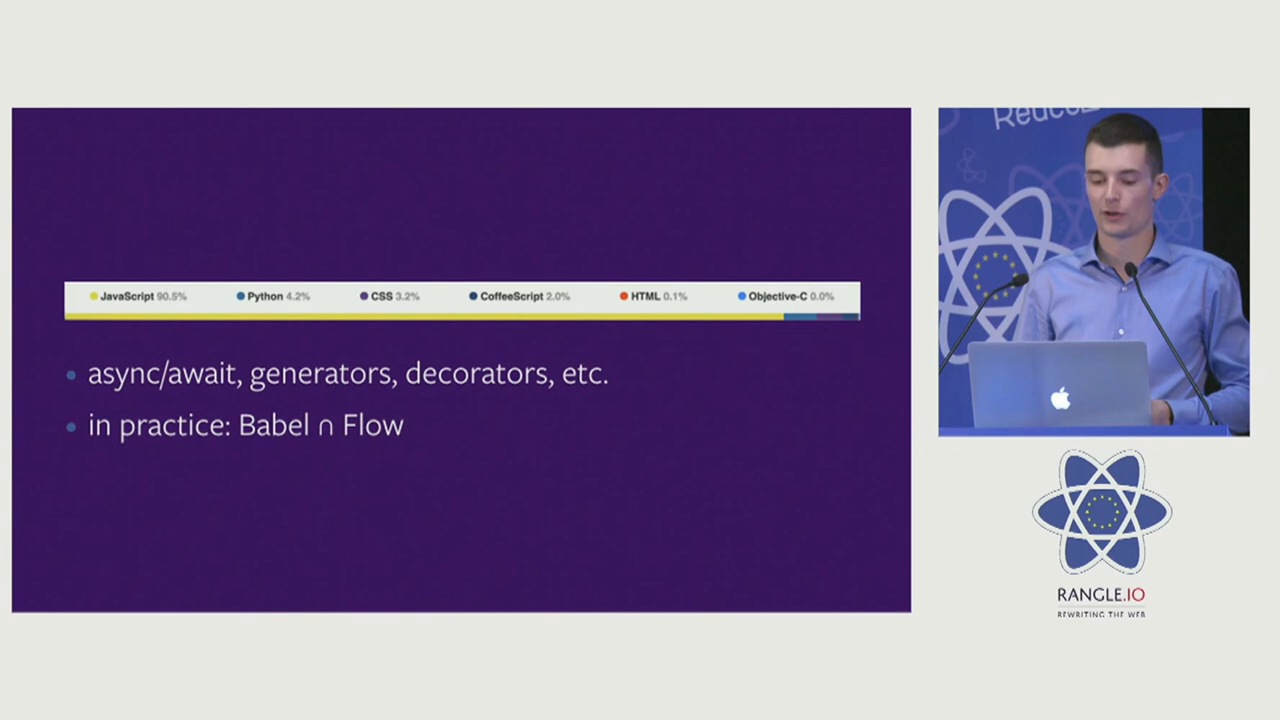 JavaScript 90.5% Python 4.2% CSS 3.2% CoffeeScript 2.0% HTML 0.1% Objective-C 0.0%
async/await, generators, decorators, etc.
in practice: Babel ∩ Flow
RANGLE.IO
REWRITING THE WEB